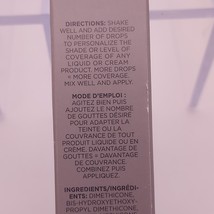 DIRECTIONS: SHAKE
WELL AND ADD DESIRED
NUMBER OF DROPS
TO PERSONALIZE THE
SHADE OR LEVEL OF
COVERAGE OF ANY
LIQUID OR CREAM
PRODUCT. MORE DROPS
= MORE COVERAGE.
MIX WELL AND APPLY.
MODE D'EMPLOI :
AGITEZ BIEN PUIS
AJOUTEZ LE NOMBRE
DE GOUTTES DÉSIRÉ
POUR ADAPTER LA
TEINTE OU LA
COUVRANCE DE TOUT
PRODUIT LIQUIDE OU EN
CRÈME. DAVANTAGE DE
GOUTTES = DAVANTAGE
DE COUVRANCE.
COMBINEZ PUIS
APPLIQUEZ.
INGREDIENTS/INGRÉDI-
ENTS: DIMETHICONE,
BIS-HYDROXYETHOXY-
PROPYL DIMETHICONE,